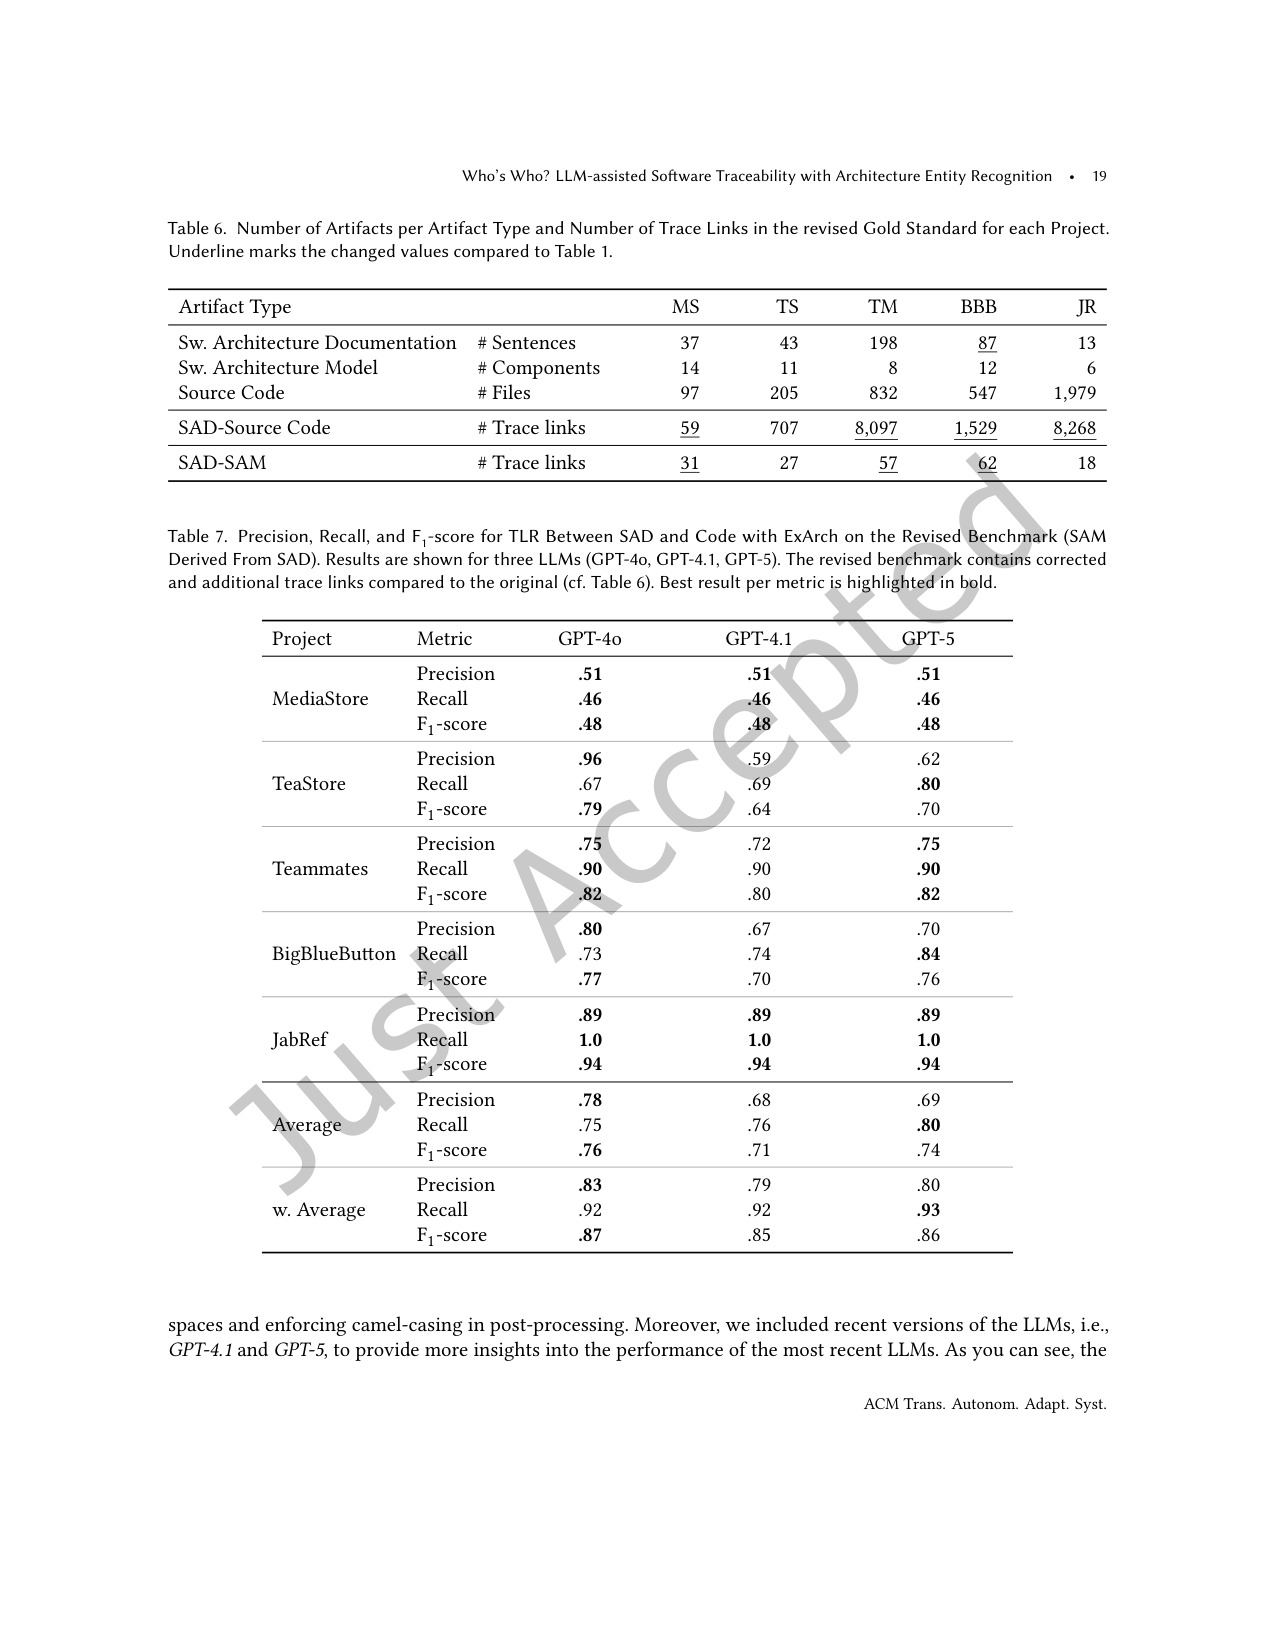 Who's Who? LLM-assisted Software Traceability with Architecture Entity Recognition • 19
Table 6. Number of Artifacts per Artifact Type and Number of Trace Links in the revised Gold Standard for each Project.
Underline marks the changed values compared to Table 1.
Artifact Type MS TS TM BBB JR
Sw. Architecture Documentation # Sentences 37 43 198 87 13
Sw. Architecture Model # Components 14 11 8 12 6
Source Code # Files 97 205 832 547 1,979
SAD-Source Code # Trace links 59 707 8,097 1,529 8,268
SAD-SAM # Trace links 31 27 57 62 18
Table 7. Precision, Recall, and F1-score for TLR Between SAD and Code with ExArch on the Revised Benchmark (SAM
Derived From SAD). Results are shown for three LLMs (GPT-4o, GPT-4.1, GPT-5). The revised benchmark contains corrected
and additional trace links compared to the original (cf. Table 6). Best result per metric is highlighted in bold.
Project Metric GPT-4o GPT-4.1 GPT-5
Precision .51 .51 .51
MediaStore Recall .46 .46 .46
F1-score .48 .48 .48
Precision .96 .59 .62
TeaStore Recall .67 .69 .80
F1-score .79 .64 .70
Precision .75 .72 .75
Teammates Recall .90 .90 .90
F1-score .82 .80 .82
Precision .80 .67 .70
BigBlueButton Recall .73 .74 .84
F1-score .77 .70 .76
Precision .89 .89 .89
JabRef Recall 1.0 1.0 1.0
F1-score .94 .94 .94
Precision .78 .68 .69
Average Recall .75 .76 .80
F1-score .76 .71 .74
Precision .83 .79 .80
w. Average Recall .92 .92 .93
F1-score .87 .85 .86
Just Accepted
spaces and enforcing camel-casing in post-processing. Moreover, we included recent versions of the LLMs, i.e.,
GPT-4.1 and GPT-5, to provide more insights into the performance of the most recent LLMs. As you can see, the
ACM Trans. Autonom. Adapt. Syst.